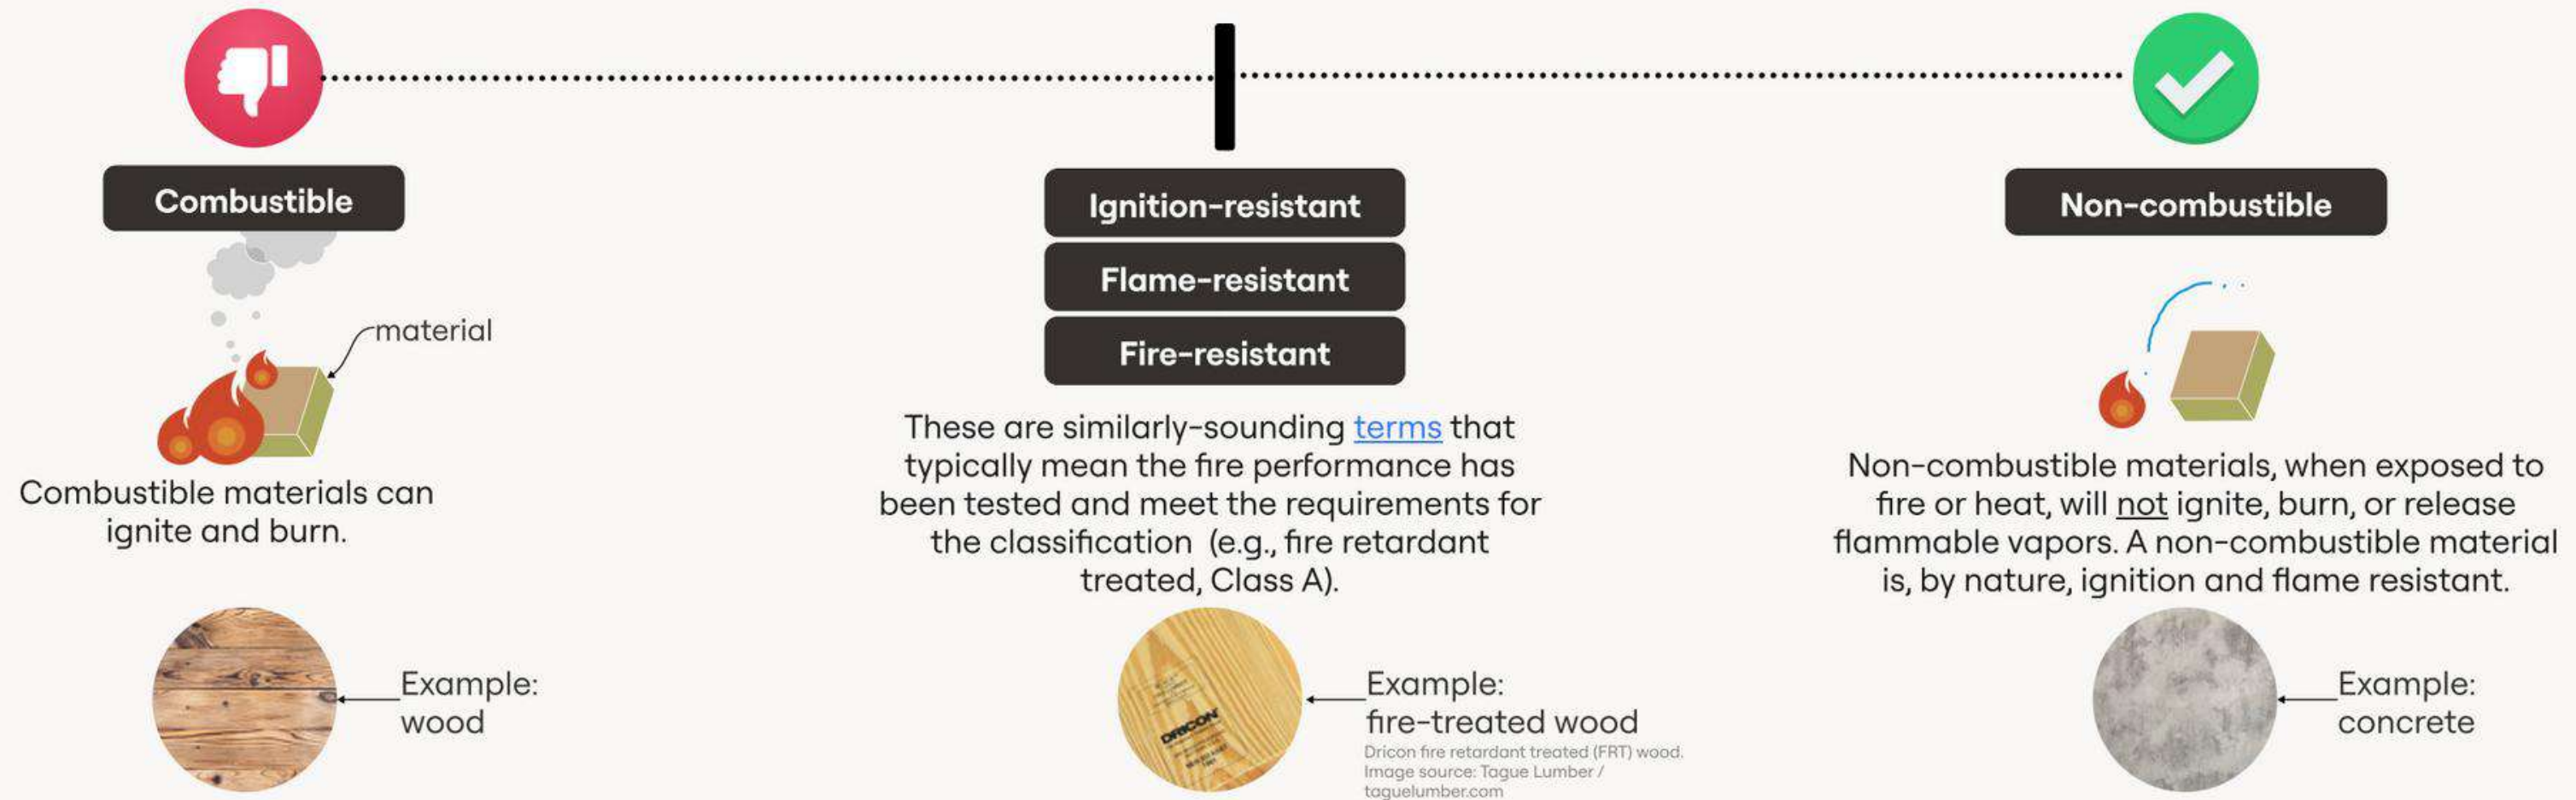 Combustible
material
Combustible materials can
ignite and burn.
Example:
wood
Ignition-resistant
Flame-resistant
Fire-resistant
These are similarly-sounding terms that
typically mean the fire performance has
been tested and meet the requirements for
the classification (e.g., fire retardant
treated, Class A).
DRICON
Example:
fire-treated wood
Dricon fire retardant treated (FRT) wood.
Image source: Tague Lumber /
taguelumber.com
Non-combustible
Non-combustible materials, when exposed to
fire or heat, will not ignite, burn, or release
flammable vapors. A non-combustible material
is, by nature, ignition and flame resistant.
Example:
concrete